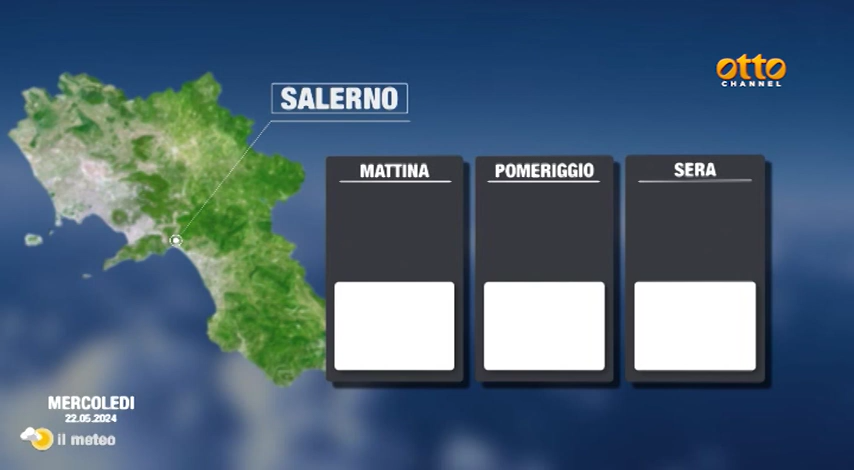 otto
CHANNEL
SALERNO
MATTINA
POMERIGGIO
SERA
MERCOLEDI
22.05.2024
il meteo